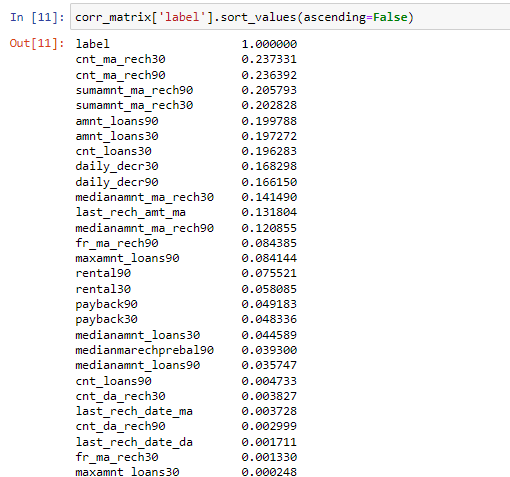 In [11]: corr_matrix['label'].sort_values(ascending=False)
Out[11]: label 1.000000
cnt_ma_rech30 0.237331
cnt_ma_rech90 0.236392
sumamnt_ma_rech90 0.205793
sumamnt_ma_rech30 0.202828
amnt_loans90 0.199788
amnt_loans30 0.197272
cnt_loans30 0.196283
daily_decr30 0.168298
daily_decr90 0.166150
medianamnt_ma_rech30 0.141490
last_rech_amt_ma 0.131804
medianamnt_ma_rech90 0.120855
fr_ma_rech90 0.084385
maxamnt_loans90 0.084144
rental90 0.075521
rental30 0.058085
payback90 0.049183
payback30 0.048336
medianamnt_loans30 0.044589
medianmarechprebal90 0.039300
medianamnt_loans90 0.035747
cnt_loans90 0.004733
cnt_da_rech30 0.003827
last_rech_date_ma 0.003728
cnt_da_rech90 0.002999
last_rech_date_da 0.001711
fr_ma_rech30 0.001330
maxamnt_loans30 0.000248